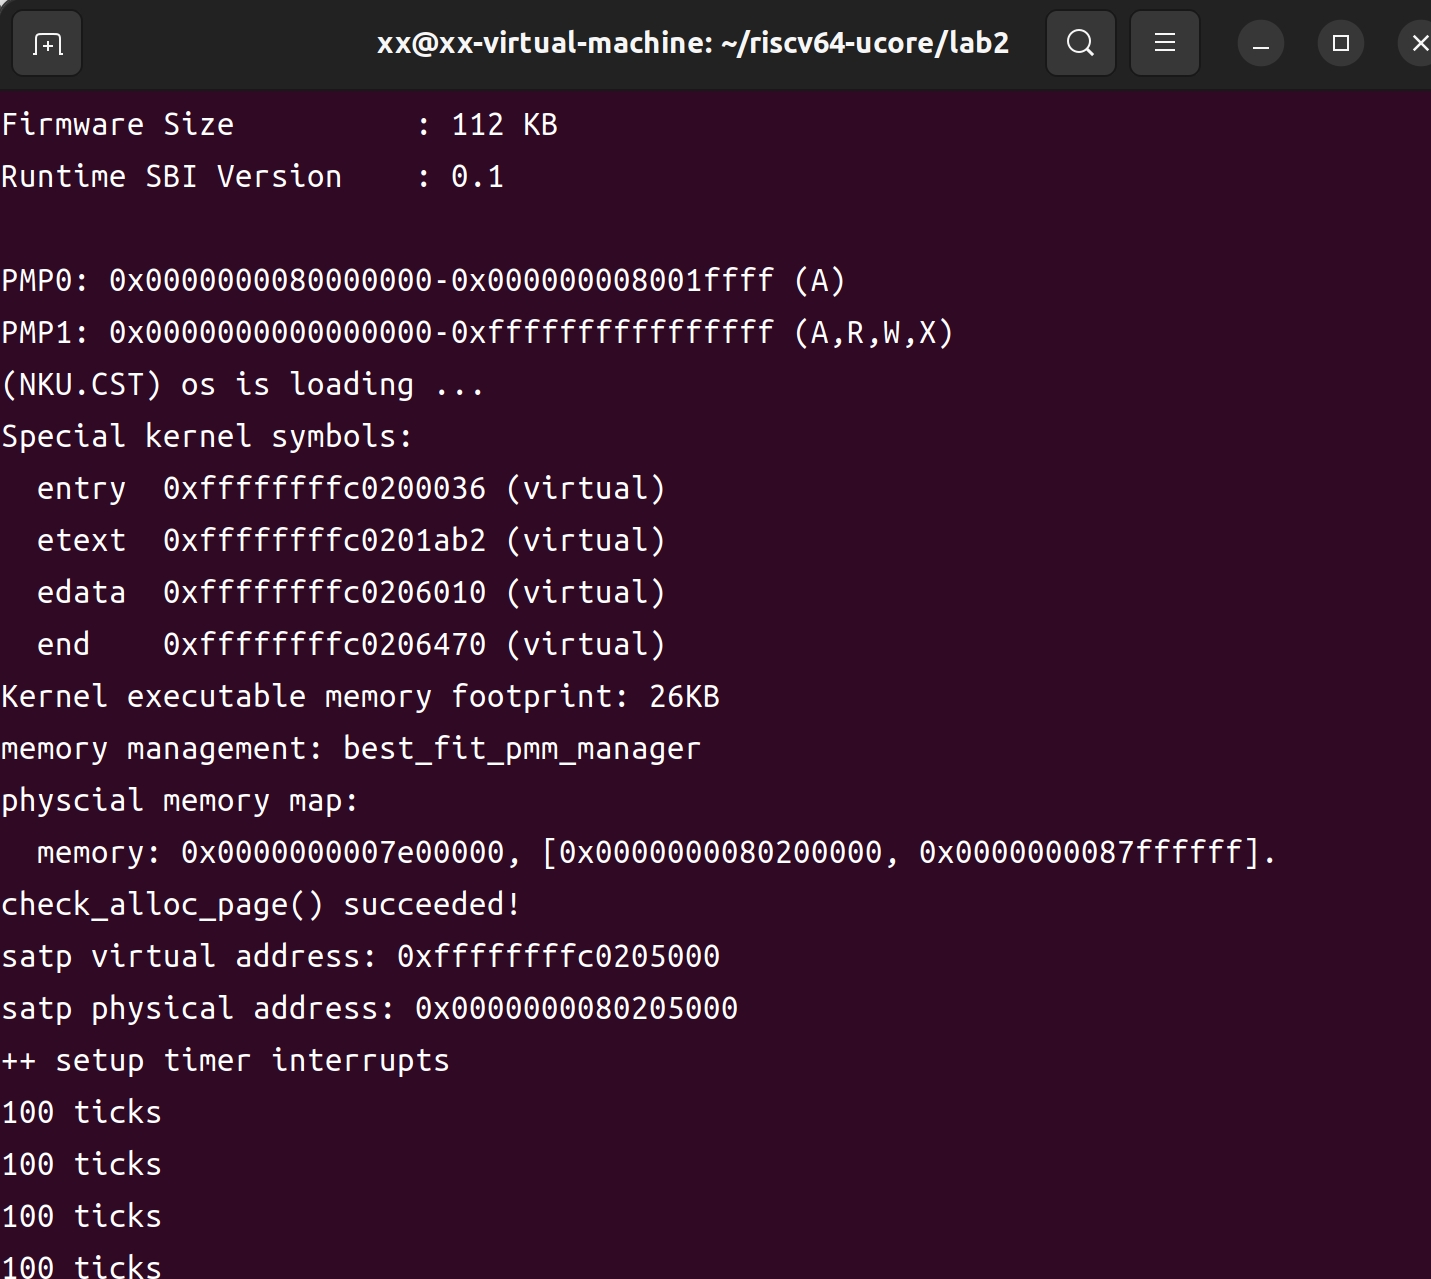 xx@xx-virtual-machine: ~/riscv64-ucore/lab2
Firmware Size          : 112 KB
Runtime SBI Version    : 0.1
PMP0: 0x0000000080000000-0x000000008001ffff (A)
PMP1: 0x0000000000000000-0xffffffffffffffff (A,R,W,X)
(NKU.CST) os is loading ...
Special kernel symbols:
  entry  0xffffffffc0200036 (virtual)
  etext  0xffffffffc0201ab2 (virtual)
  edata  0xffffffffc0206010 (virtual)
  end    0xffffffffc0206470 (virtual)
Kernel executable memory footprint: 26KB
memory management: best_fit_pmm_manager
physcial memory map:
  memory: 0x0000000007e00000, [0x0000000080200000, 0x0000000087ffffff].
check_alloc_page() succeeded!
satp virtual address: 0xffffffffc0205000
satp physical address: 0x0000000080205000
++ setup timer interrupts
100 ticks
100 ticks
100 ticks
100 ticks